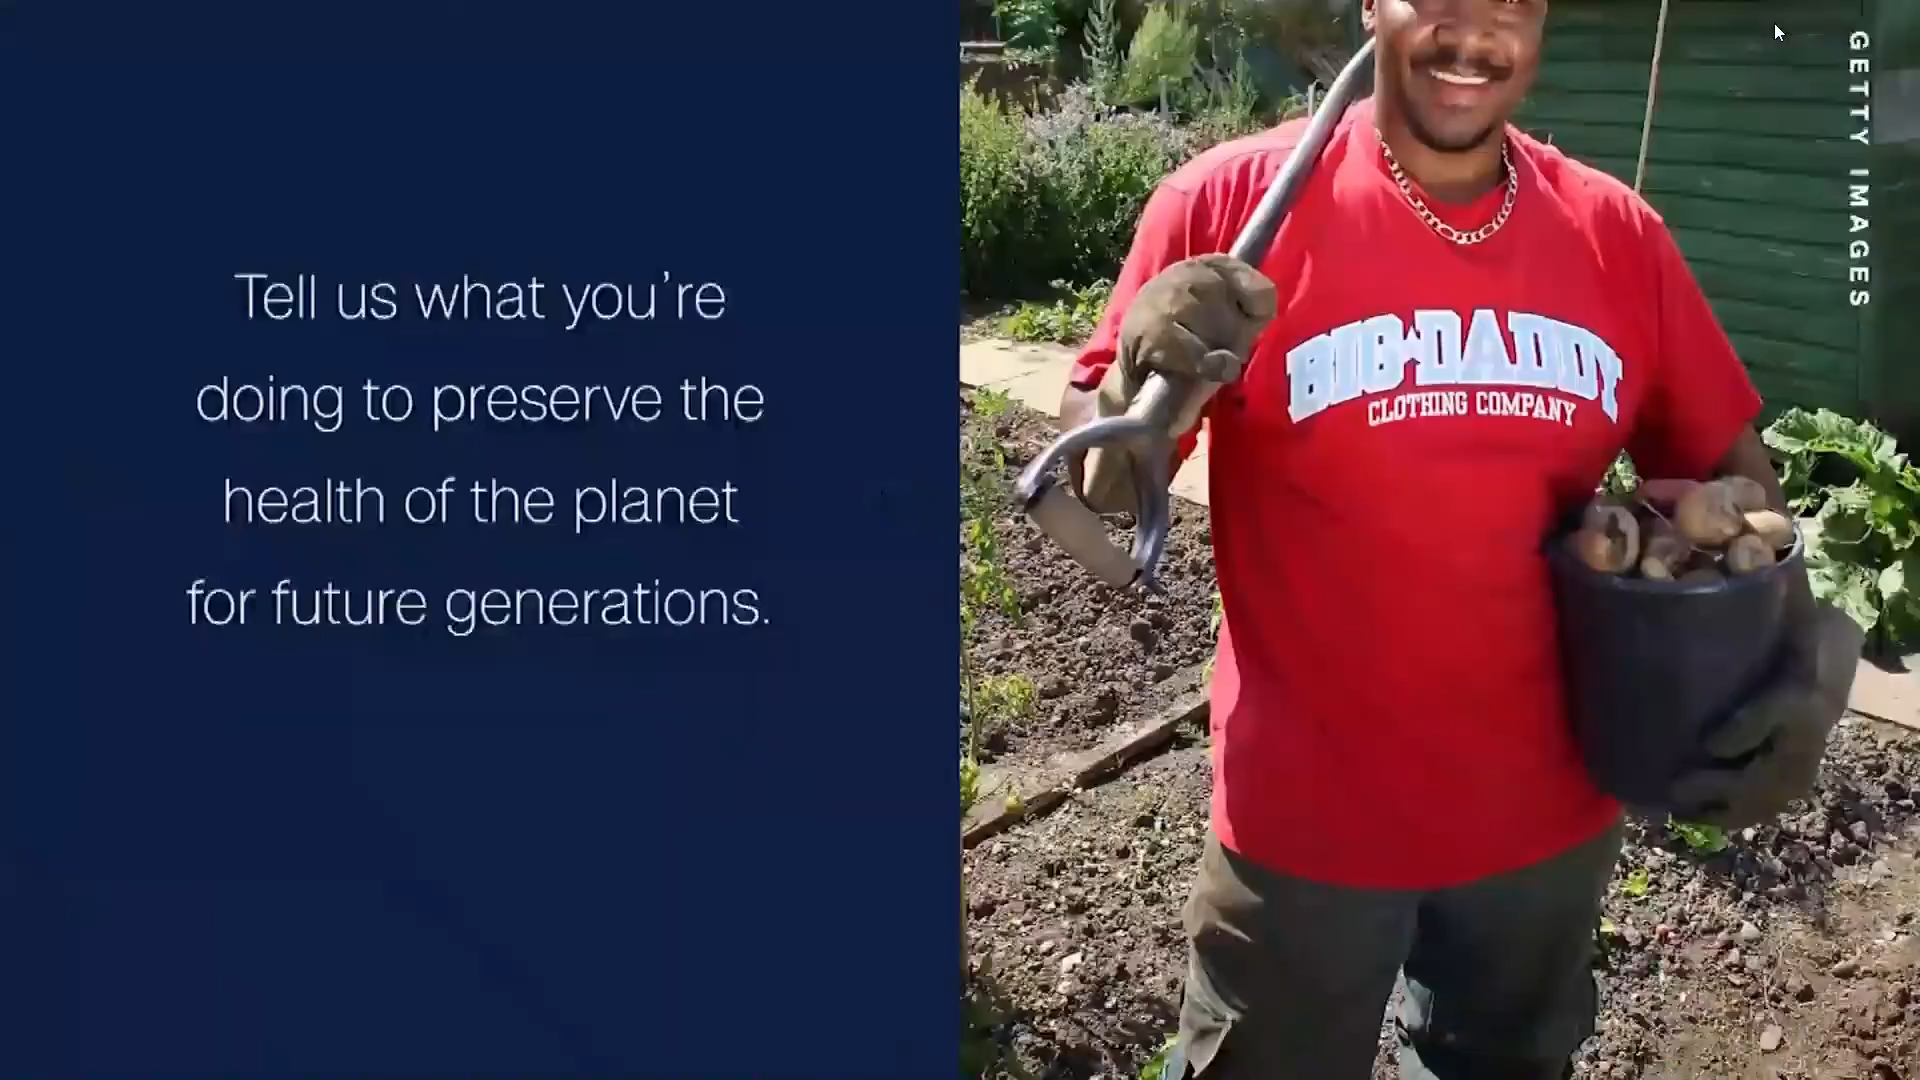 Tell us what you're
doing to preserve the
health of the planet
for future generations.
GETTY IMAGES
BIG DADDY
CLOTHING COMPANY